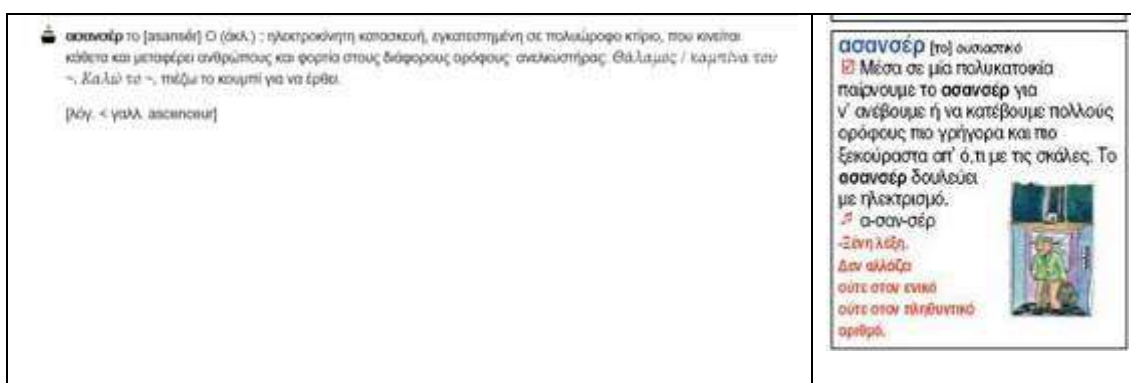 ασανσέρ το [asansér] Ο (άκλ.) : ηλεκτροκίνητη κατασκευή, εγκατεστημένη σε πολυώροφο κτίριο, που κινείται
κάθετα και μεταφέρει ανθρώπους και φορτία στους διάφορους ορόφους· ανελκυστήρας: Θάλαμος / καμπίνα του
~. Καλώ το ~, πιέζω το κουμπί για να έρθει.
[λόγ. < γαλλ. ascenceur]
ασανσέρ [το] ουσιαστικό
Μέσα σε μία πολυκατοικία
παίρνουμε το ασανσέρ για
ν' ανέβουμε ή να κατέβουμε πολλούς
ορόφους πιο γρήγορα και πιο
ξεκούραστα απ' ό,τι με τις σκάλες. Το
ασανσέρ δουλεύει
με ηλεκτρισμό.
α-σαν-σέρ
-Ξένη λέξη.
Δεν αλλάζει
ούτε στον ενικό
ούτε στον πληθυντικό
αριθμό.